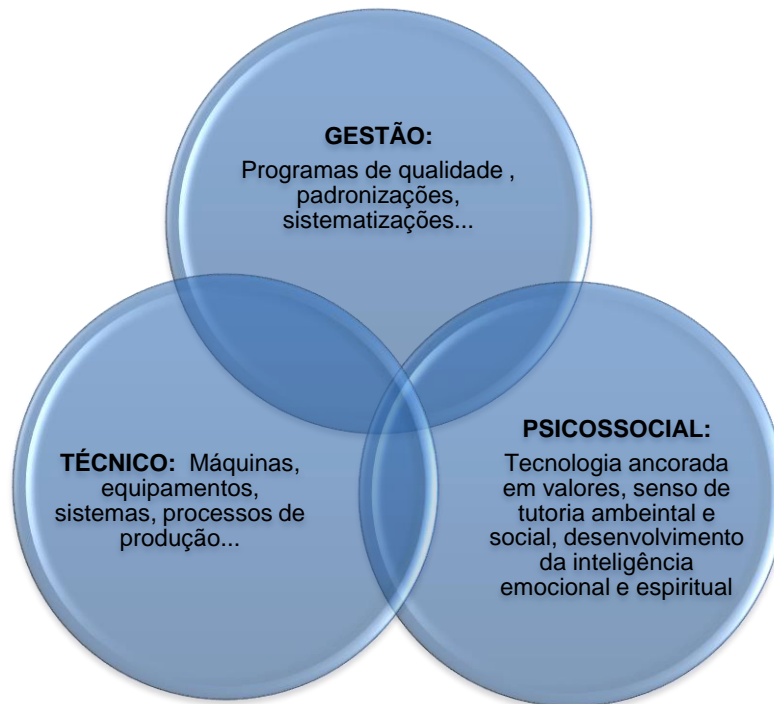 GESTÃO:
Programas de qualidade ,
padronizações,
sistematizações...
TÉCNICO: Máquinas,
equipamentos,
sistemas, processos de
produção...
PSICOSSOCIAL:
Tecnologia ancorada
em valores, senso de
tutoria ambeintal e
social, desenvolvimento
da inteligência
emocional e espiritual